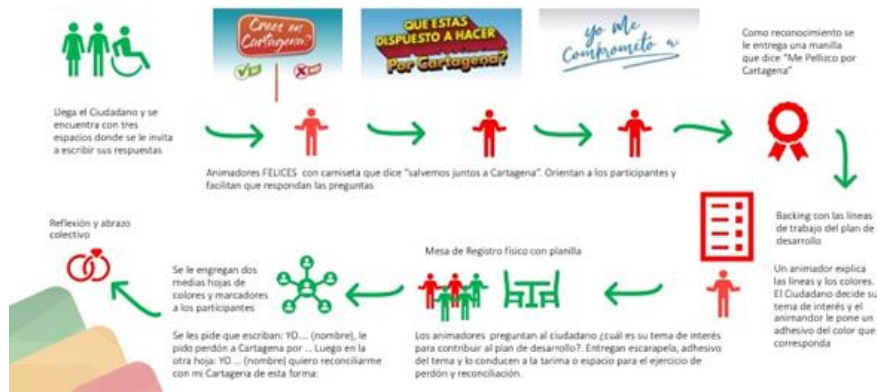 Crees en
Cartagena?
SI
NO
QUE ESTAS
DISPUESTO A HACER
Por Cartagena?
yo Me
Comprometo a
Como reconocimiento se
le entrega una manilla
que dice "Me Pellizco por
Cartagena"
Llega el Ciudadano y se
encuentra con tres
espacios donde se le invita
a escribir sus respuestas
Animadores FELICES con camiseta que dice "salvemos juntos a Cartagena". Orientan a los participantes y
facilitan que respondan las preguntas
Backing con las líneas
de trabajo del plan de
desarrollo
Un animador explica
las líneas y los colores.
El Ciudadano decide su
tema de interés y el
animandor le pone un
adhesivo del color que
corresponda
Mesa de Registro físico con planilla
Los animadores preguntan al ciudadano ¿cuál es su tema de interés
para contribuir al plan de desarrollo?. Entregan escarapela, adhesivo
del tema y lo conducen a la tarima o espacio para el ejercicio de
perdón y reconciliación.
Se le engregan dos
medias hojas de
colores y marcadores
a los participantes
Se les pide que escriban: YO.... (nombre), le
pido perdón a Cartagena por ... Luego en la
otra hoja: YO ... (nombre) quiero reconciliarme
con mi Cartagena de esta forma:
Reflexión y abrazo
colectivo